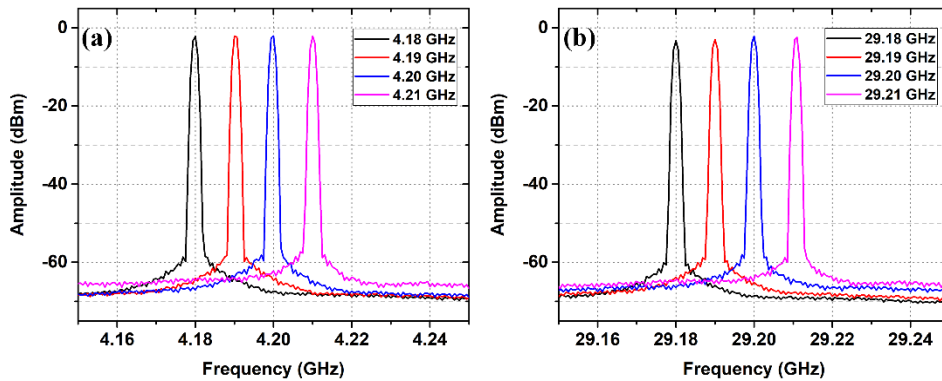 (a)
4.18 GHz
4.19 GHz
4.20 GHz
4.21 GHz
0
-20
-40
-60
Amplitude (dBm)
4.16 4.18 4.20 4.22 4.24
Frequency (GHz)
(b)
29.18 GHz
29.19 GHz
29.20 GHz
29.21 GHz
0
-20
-40
-60
Amplitude (dBm)
29.16 29.18 29.20 29.22 29.24
Frequency (GHz)